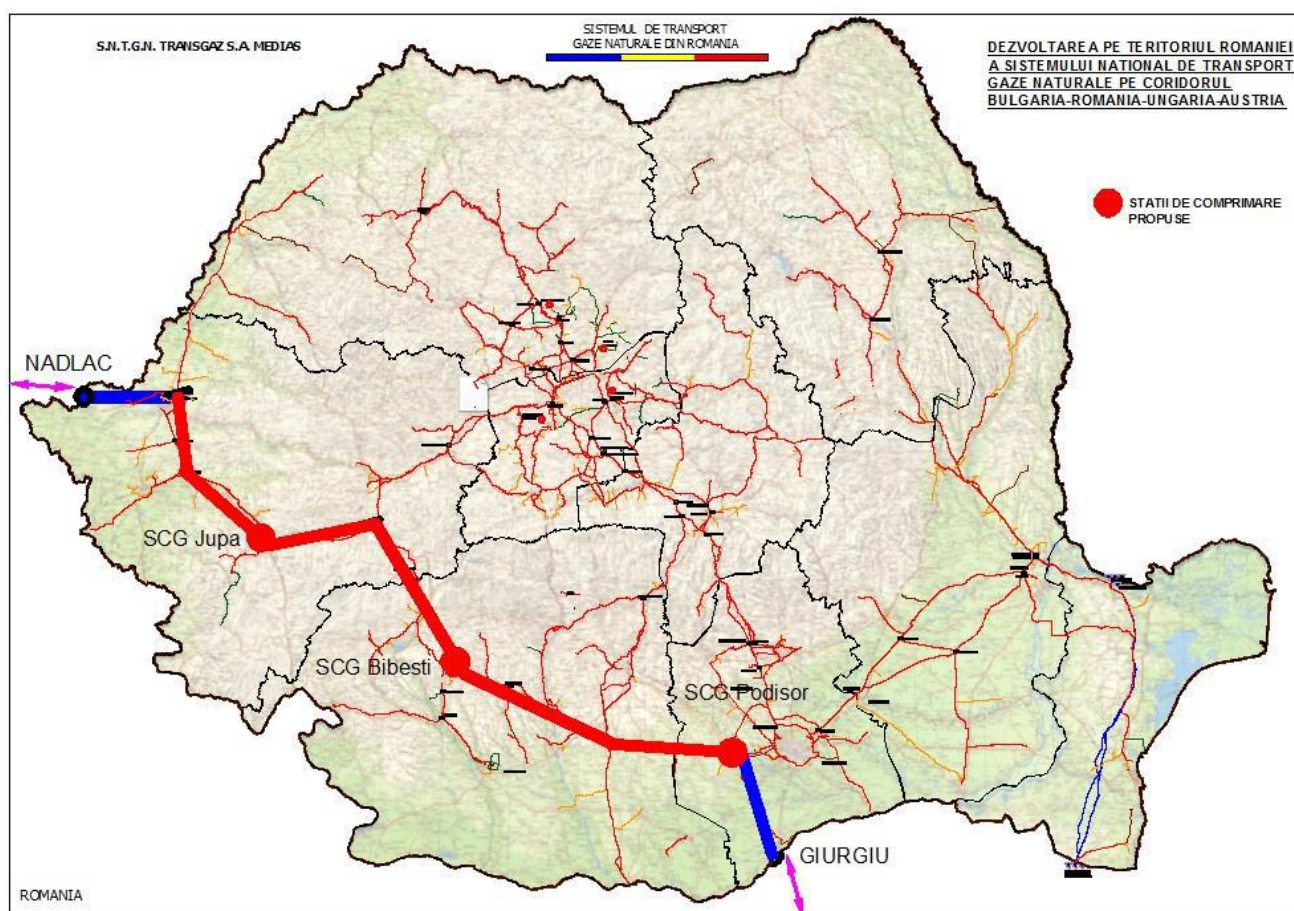 S.N.T.G.N. TRANSGAZ S.A. MEDIAS
SISTEMUL DE TRANSPORT
GAZE NATURALE DIN ROMANIA
DEZVOLTAREA PE TERITORIUL ROMANIEI
A SISTEMULUI NATIONAL DE TRANSPORT
GAZE NATURALE PE CORIDORUL
BULGARIA-ROMANIA-UNGARIA-AUSTRIA
STATII DE COMPRIMARE
PROPUSE
NADLAC
SCG Jupa
SCG Bibesti
SCG Podisor
GIURGIU
ROMANIA